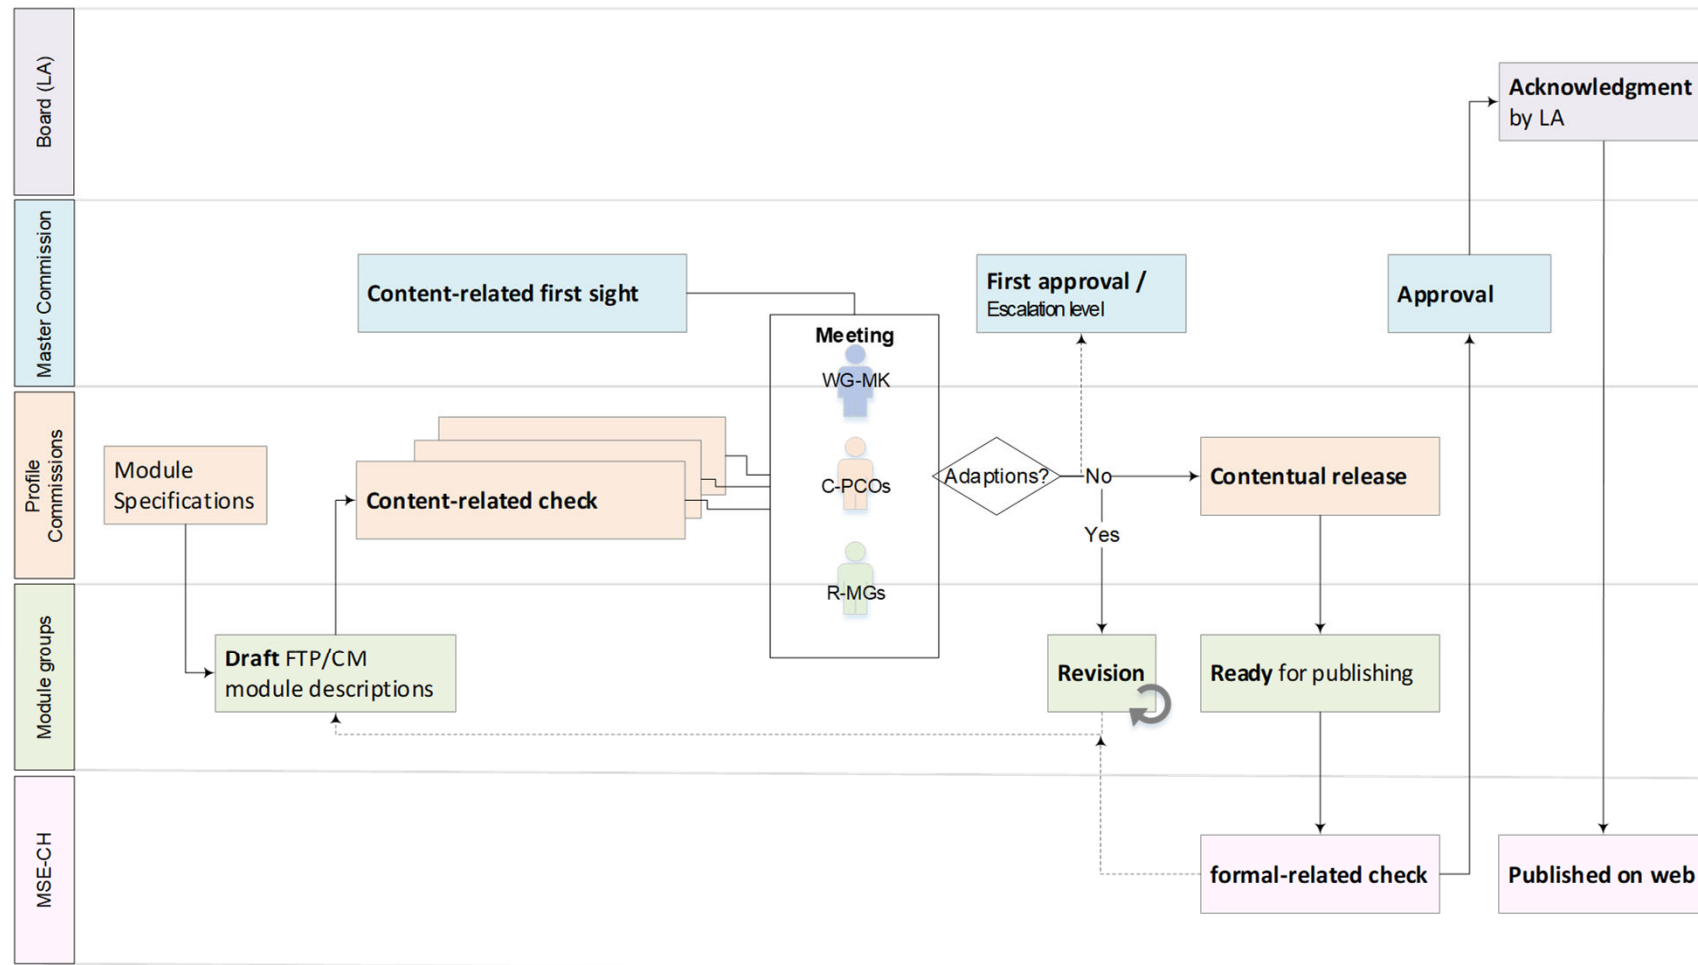 Board (LA)
Acknowledgment
by LA
Master Commission
Content-related first sight
First approval /
Escalation level
Approval
Meeting
WG-MK
C-PCOs
R-MGs
Profile
Commissions
Module
Specifications
Content-related check
Adaptions?
No
Yes
Contentual release
Module groups
Draft FTP/CM
module descriptions
Revision
Ready for publishing
MSE-CH
formal-related check
Published on web